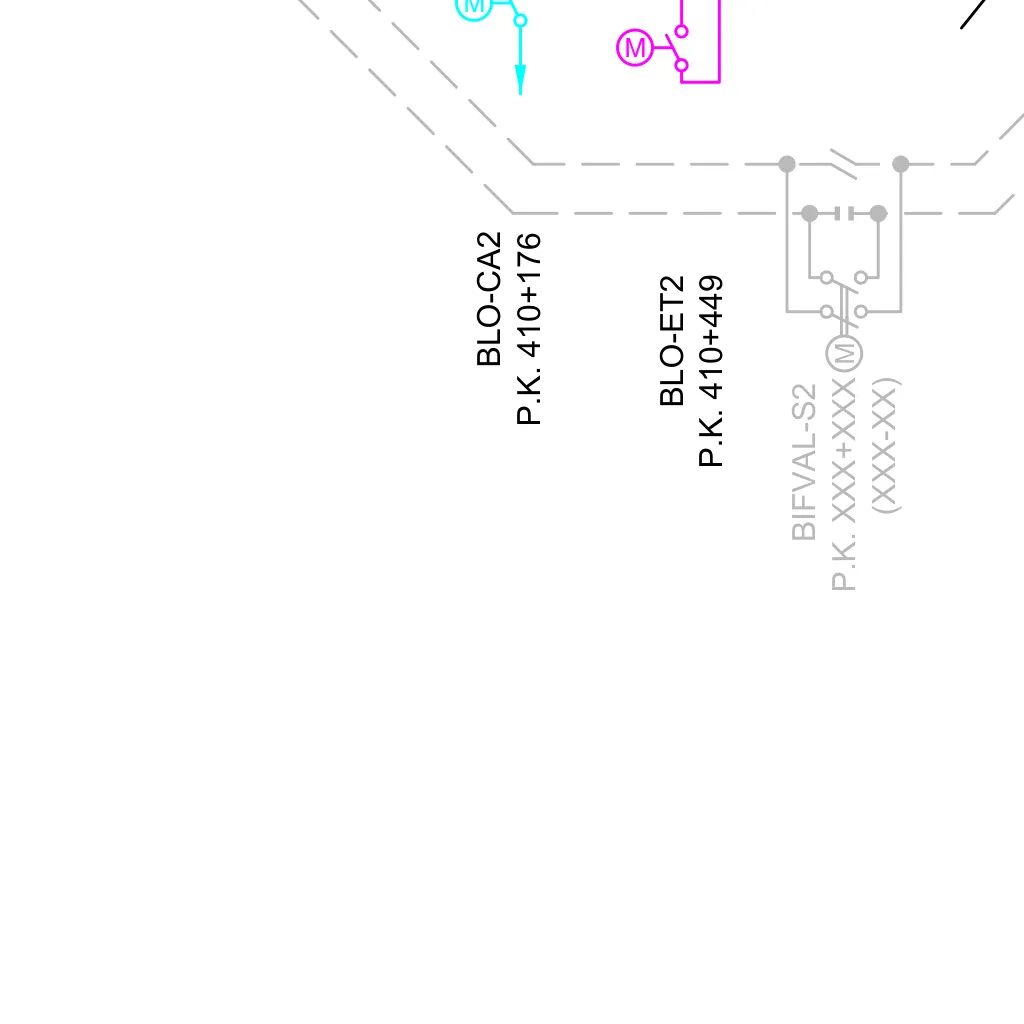 M
M
BLO-CA2
P.K. 410+176
BLO-ET2
P.K. 410+449
M
BIFVAL-S2
P.K. XXX+XXX
(XXX-XX)